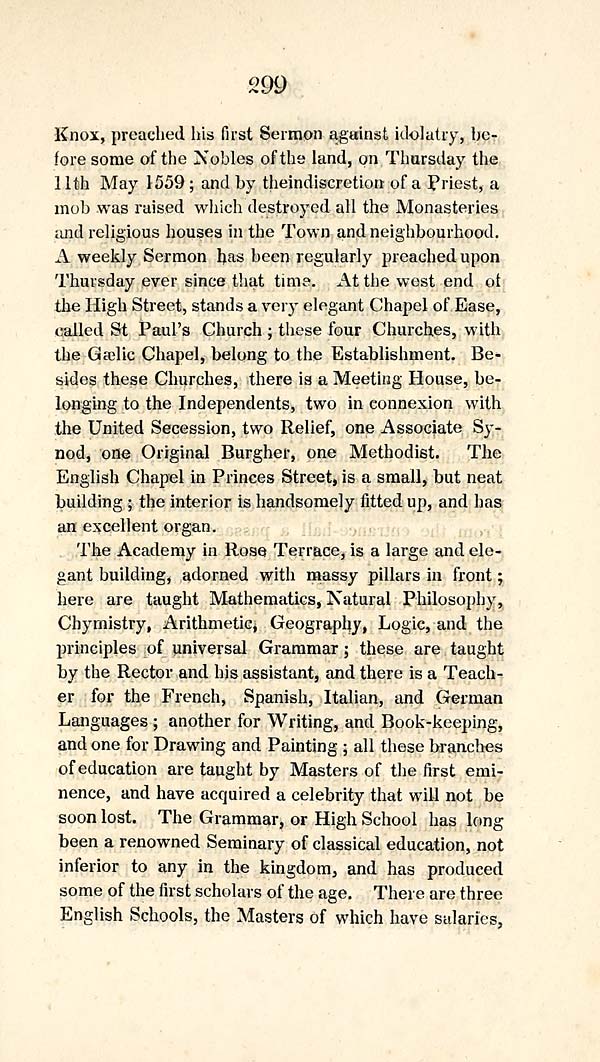 299
Knox, preached his first Sermon against idolatry, be-
fore some of the Nobles of the land, on Thursday the
11th May 1559; and by theindiscretion of a Priest, a
mob was raised which destroyed all the Monasteries
and religious houses in the Town and neighbourhood.
A weekly Sermon has been regularly preached upon
Thursday ever since that time. At the west end of
the High Street, stands a very elegant Chapel of Ease,
called St Paul's Church; these four Churches, with
the Gælic Chapel, belong to the Establishment. Be-
sides these Churches, there is a Meeting House, be-
longing to the Independents, two in connexion with
the United Secession, two Relief, one Associate Sy-
nod, one Original Burgher, one Methodist. The
English Chapel in Princes Street, is a small, but neat
building; the interior is handsomely fitted up, and has
an excellent organ.
The Academy in Rose Terrace, is a large and ele-
gant building, adorned with massy pillars in front;
here are taught Mathematics, Natural Philosophy,
Chymistry, Arithmetic, Geography, Logic, and the
principles of universal Grammar; these are taught
by the Rector and his assistant, and there is a Teach-
er for the French, Spanish, Italian, and German
Languages; another for Writing, and Book-keeping,
and one for Drawing and Painting; all these branches
of education are taught by Masters of the first emi-
nence, and have acquired a celebrity that will not be
soon lost. The Grammar, or High School has long
been a renowned Seminary of classical education, not
inferior to any in the kingdom, and has produced
some of the first scholars of the age. There are three
English Schools, the Masters of which have salaries,